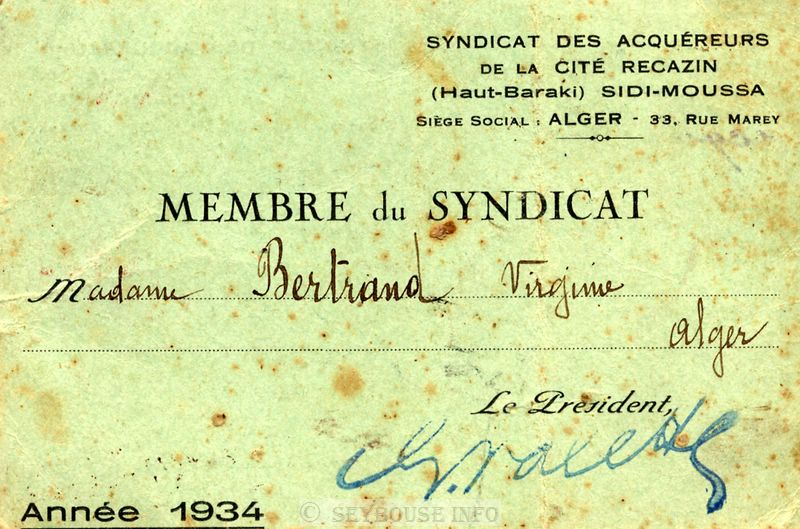 SYNDICAT DES ACQUÉREURS
DE LA CITÉ RECAZIN
(Haut-Baraki) SIDI-MOUSSA
SIÈGE SOCIAL : ALGER - 33, RUE MAREY
MEMBRE du SYNDICAT
Madame Bertrand Virginie
Alger
Le Président,
Année 1934
© SEYBOUSE INFO